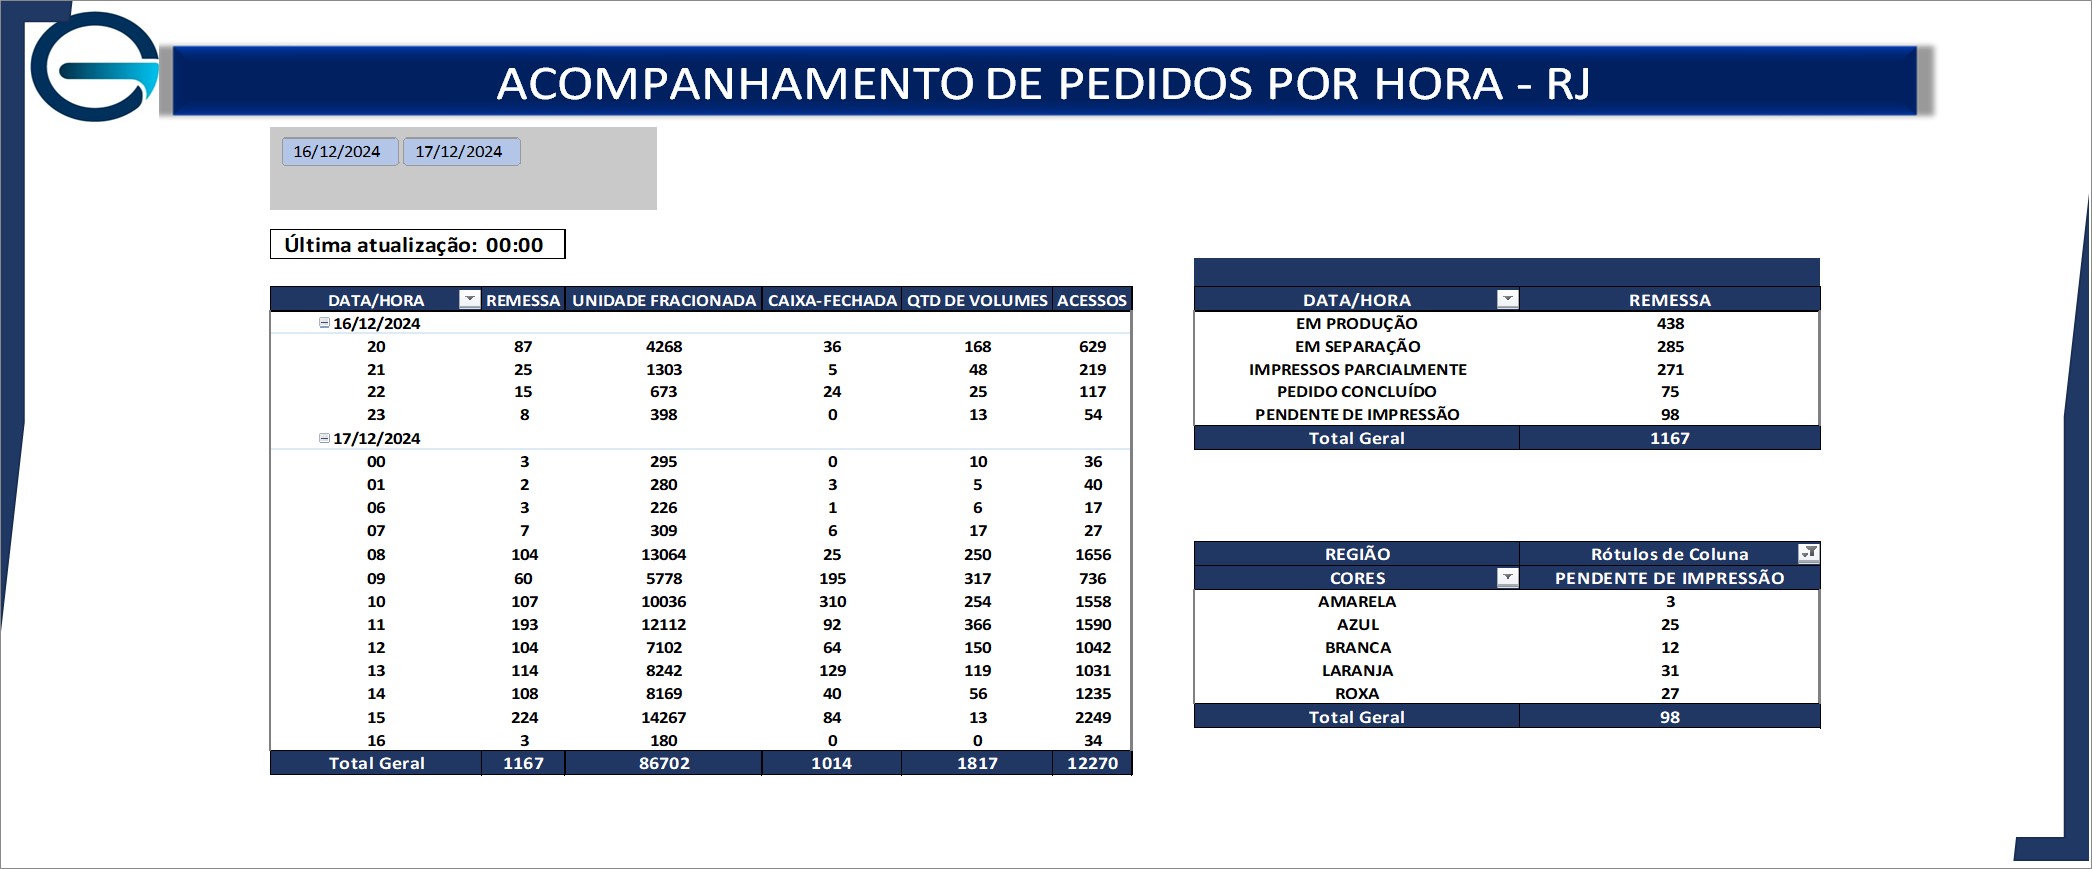 ACOMPANHAMENTO DE PEDIDOS POR HORA - RJ
16/12/2024 17/12/2024
Última atualização: 00:00
DATA/HORA REMESSA UNIDADE FRACIONADA CAIXA-FECHADA QTD DE VOLUMES ACESSOS
16/12/2024
20 87 4268 36 168 629
21 25 1303 5 48 219
22 15 673 24 25 117
23 8 398 0 13 54
17/12/2024
00 3 295 0 10 36
01 2 280 3 5 40
06 3 226 1 6 17
07 7 309 6 17 27
08 104 13064 25 250 1656
09 60 5778 195 317 736
10 107 10036 310 254 1558
11 193 12112 92 366 1590
12 104 7102 64 150 1042
13 114 8242 129 119 1031
14 108 8169 40 56 1235
15 224 14267 84 13 2249
16 3 180 0 0 34
Total Geral 1167 86702 1014 1817 12270
DATA/HORA REMESSA
EM PRODUÇÃO 438
EM SEPARAÇÃO 285
IMPRESSOS PARCIALMENTE 271
PEDIDO CONCLUÍDO 75
PENDENTE DE IMPRESSÃO 98
Total Geral 1167
REGIÃO Rótulos de Coluna
CORES PENDENTE DE IMPRESSÃO
AMARELA 3
AZUL 25
BRANCA 12
LARANJA 31
ROXA 27
Total Geral 98